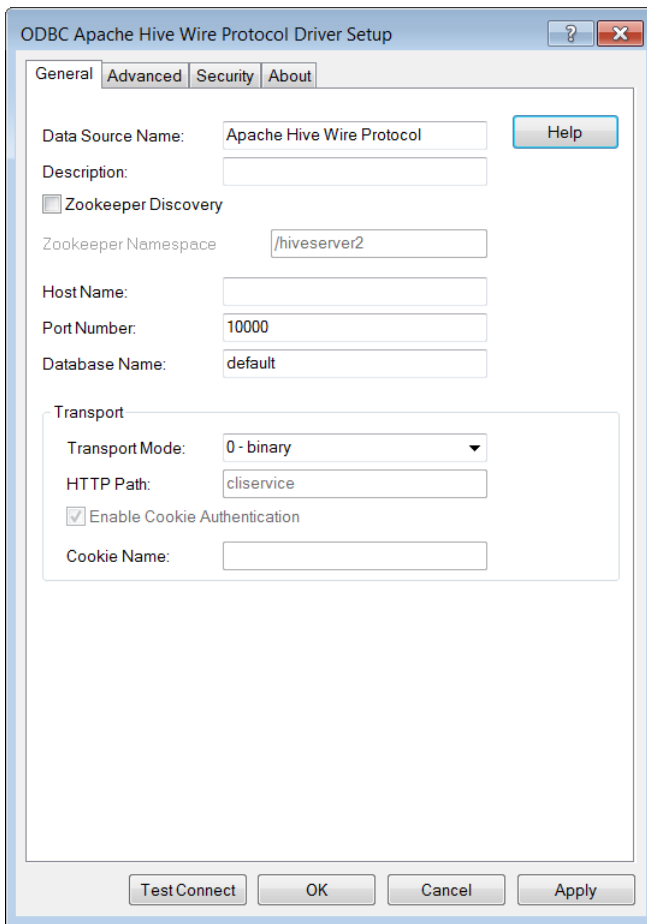 ODBC Apache Hive Wire Protocol Driver Setup
?
General Advanced Security About
Data Source Name: Apache Hive Wire Protocol Help
Description:
Zookeeper Discovery
Zookeeper Namespace /hiveserver2
Host Name:
Port Number: 10000
Database Name: default
Transport
Transport Mode: 0 - binary
HTTP Path: cliservice
Enable Cookie Authentication
Cookie Name:
Test Connect OK Cancel Apply